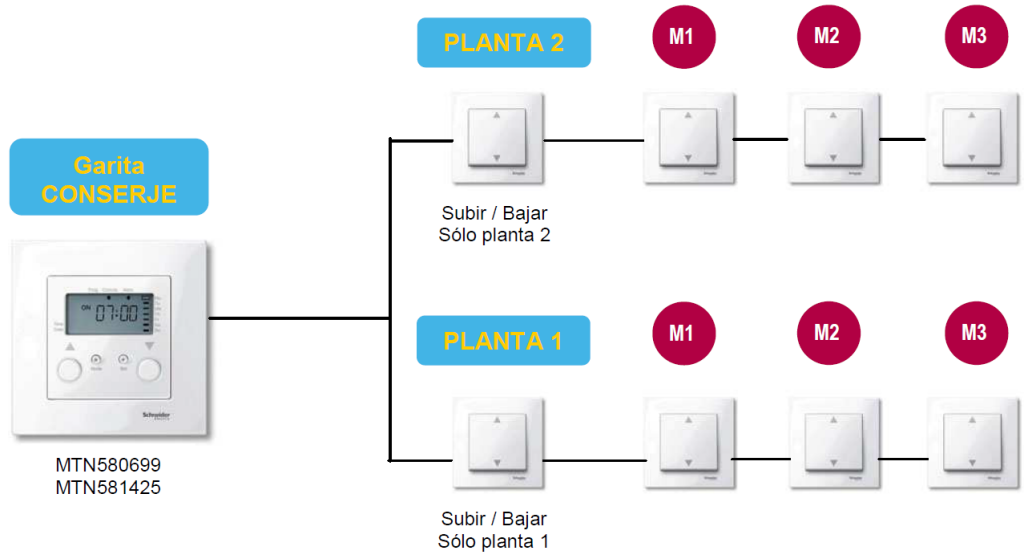 PLANTA 2
M1
M2
M3
Garita
CONSERJE
Subir / Bajar
Sólo planta 2
ON 07:00
Schneider
PLANTA 1
M1
M2
M3
MTN580699
MTN581425
Subir / Bajar
Sólo planta 1